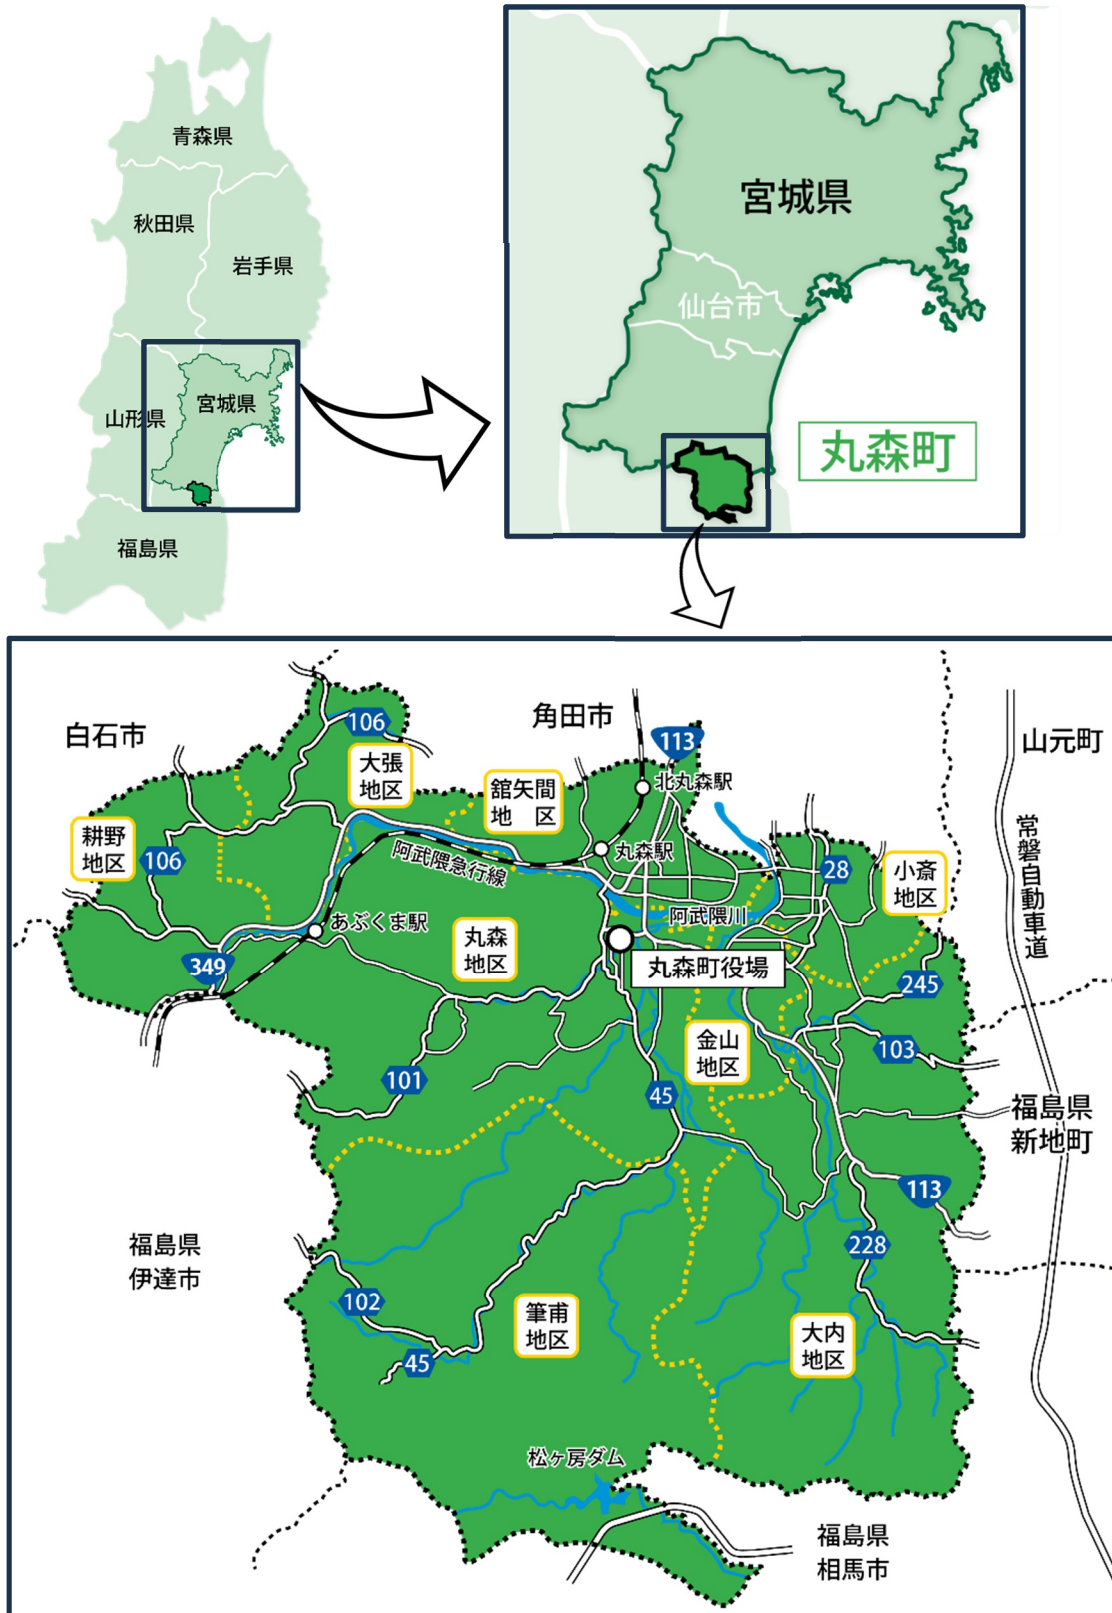 青森県
秋田県
岩手県
山形県
宮城県
福島県
宮城県
仙台市
丸森町
白石市
角田市
山元町
106
113
大張
地区
北丸森駅
舘矢間
地　区
常磐自動車道
耕野
地区
106
丸森駅
阿武隈急行線
28
小斎
地区
あぶくま駅
阿武隈川
丸森
地区
349
丸森町役場
245
金山
地区
103
101
45
福島県
新地町
113
福島県
伊達市
228
102
筆甫
地区
大内
地区
45
松ヶ房ダム
福島県
相馬市